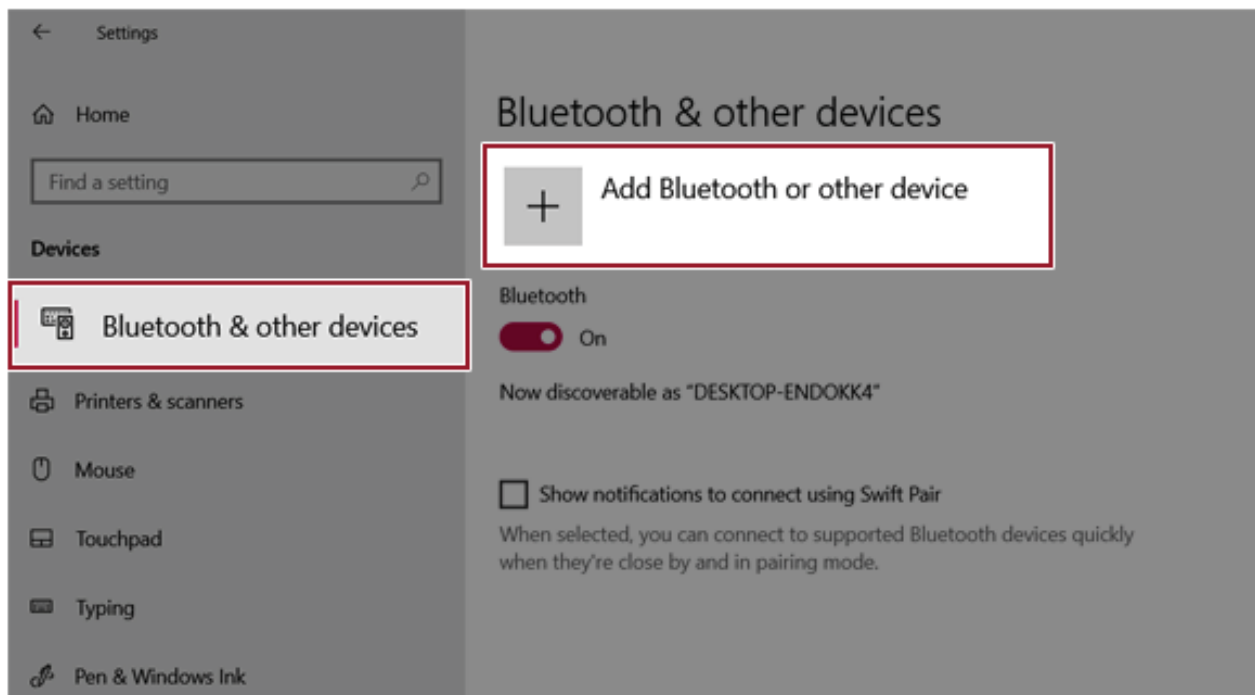 Settings
Home
Find a setting
Devices
Bluetooth & other devices
Printers & scanners
Mouse
Touchpad
Typing
Pen & Windows Ink
Bluetooth & other devices
Add Bluetooth or other device
Bluetooth
On
Now discoverable as "DESKTOP-ENDOKK4"
Show notifications to connect using Swift Pair
When selected, you can connect to supported Bluetooth devices quickly
when they're close by and in pairing mode.